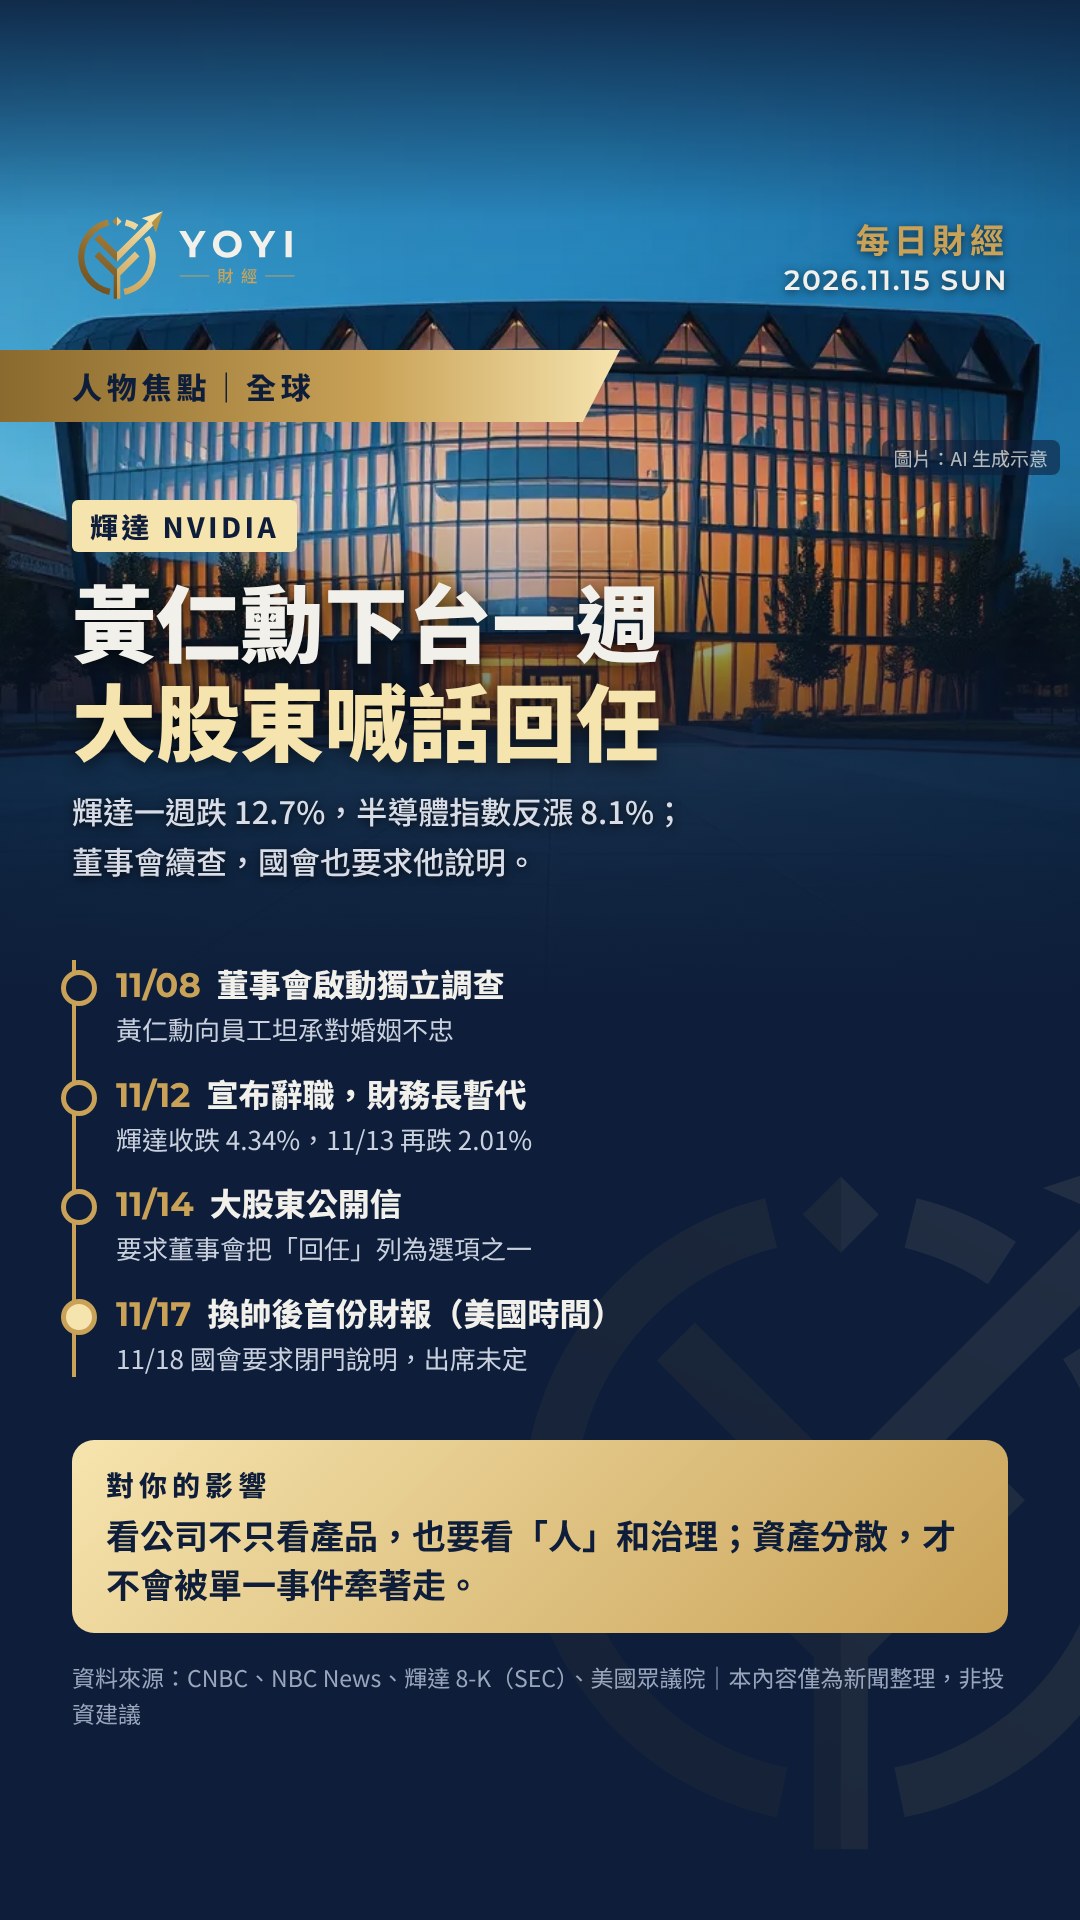 YOYI
財經
每日財經
2026.11.15 SUN
人物焦點｜全球
圖片：AI 生成示意
輝達 NVIDIA
黃仁勳下台一週
大股東喊話回任
輝達一週跌 12.7%，半導體指數反漲 8.1%；
董事會續查，國會也要求他說明。
11/08 董事會啟動獨立調查
黃仁勳向員工坦承對婚姻不忠
11/12 宣布辭職，財務長暫代
輝達收跌 4.34%，11/13 再跌 2.01%
11/14 大股東公開信
要求董事會把「回任」列為選項之一
11/17 換帥後首份財報（美國時間）
11/18 國會要求閉門說明，出席未定
對你的影響
看公司不只看產品，也要看「人」和治理；資產分散，才
不會被單一事件牽著走。
資料來源：CNBC、NBC News、輝達 8-K（SEC）、美國眾議院｜本內容僅為新聞整理，非投
資建議